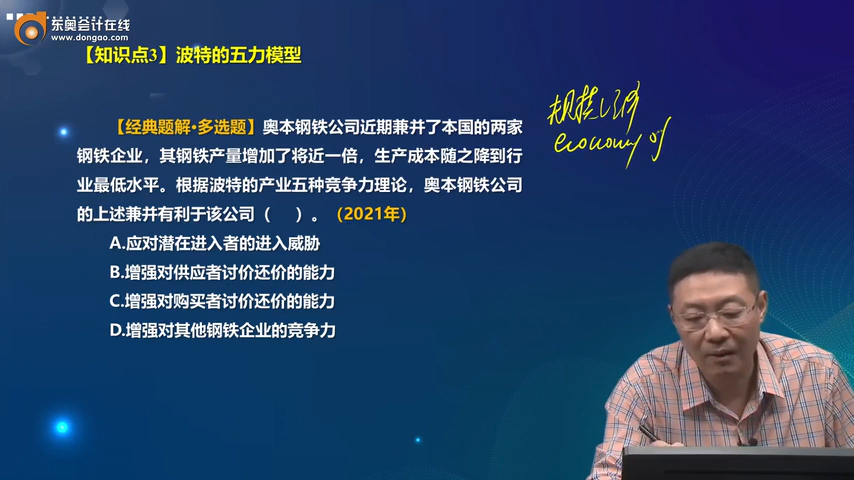 东奥会计在线
www.dongao.com
【知识点3】波特的五力模型
【经典题解·多选题】奥本钢铁公司近期兼并了本国的两家
钢铁企业，其钢铁产量增加了将近一倍，生产成本随之降到行
业最低水平。根据波特的产业五种竞争力理论，奥本钢铁公司
的上述兼并有利于该公司（ ）。（2021年）
A.应对潜在进入者的进入威胁
B.增强对供应者讨价还价的能力
C.增强对购买者讨价还价的能力
D.增强对其他钢铁企业的竞争力
规模经济
economy of